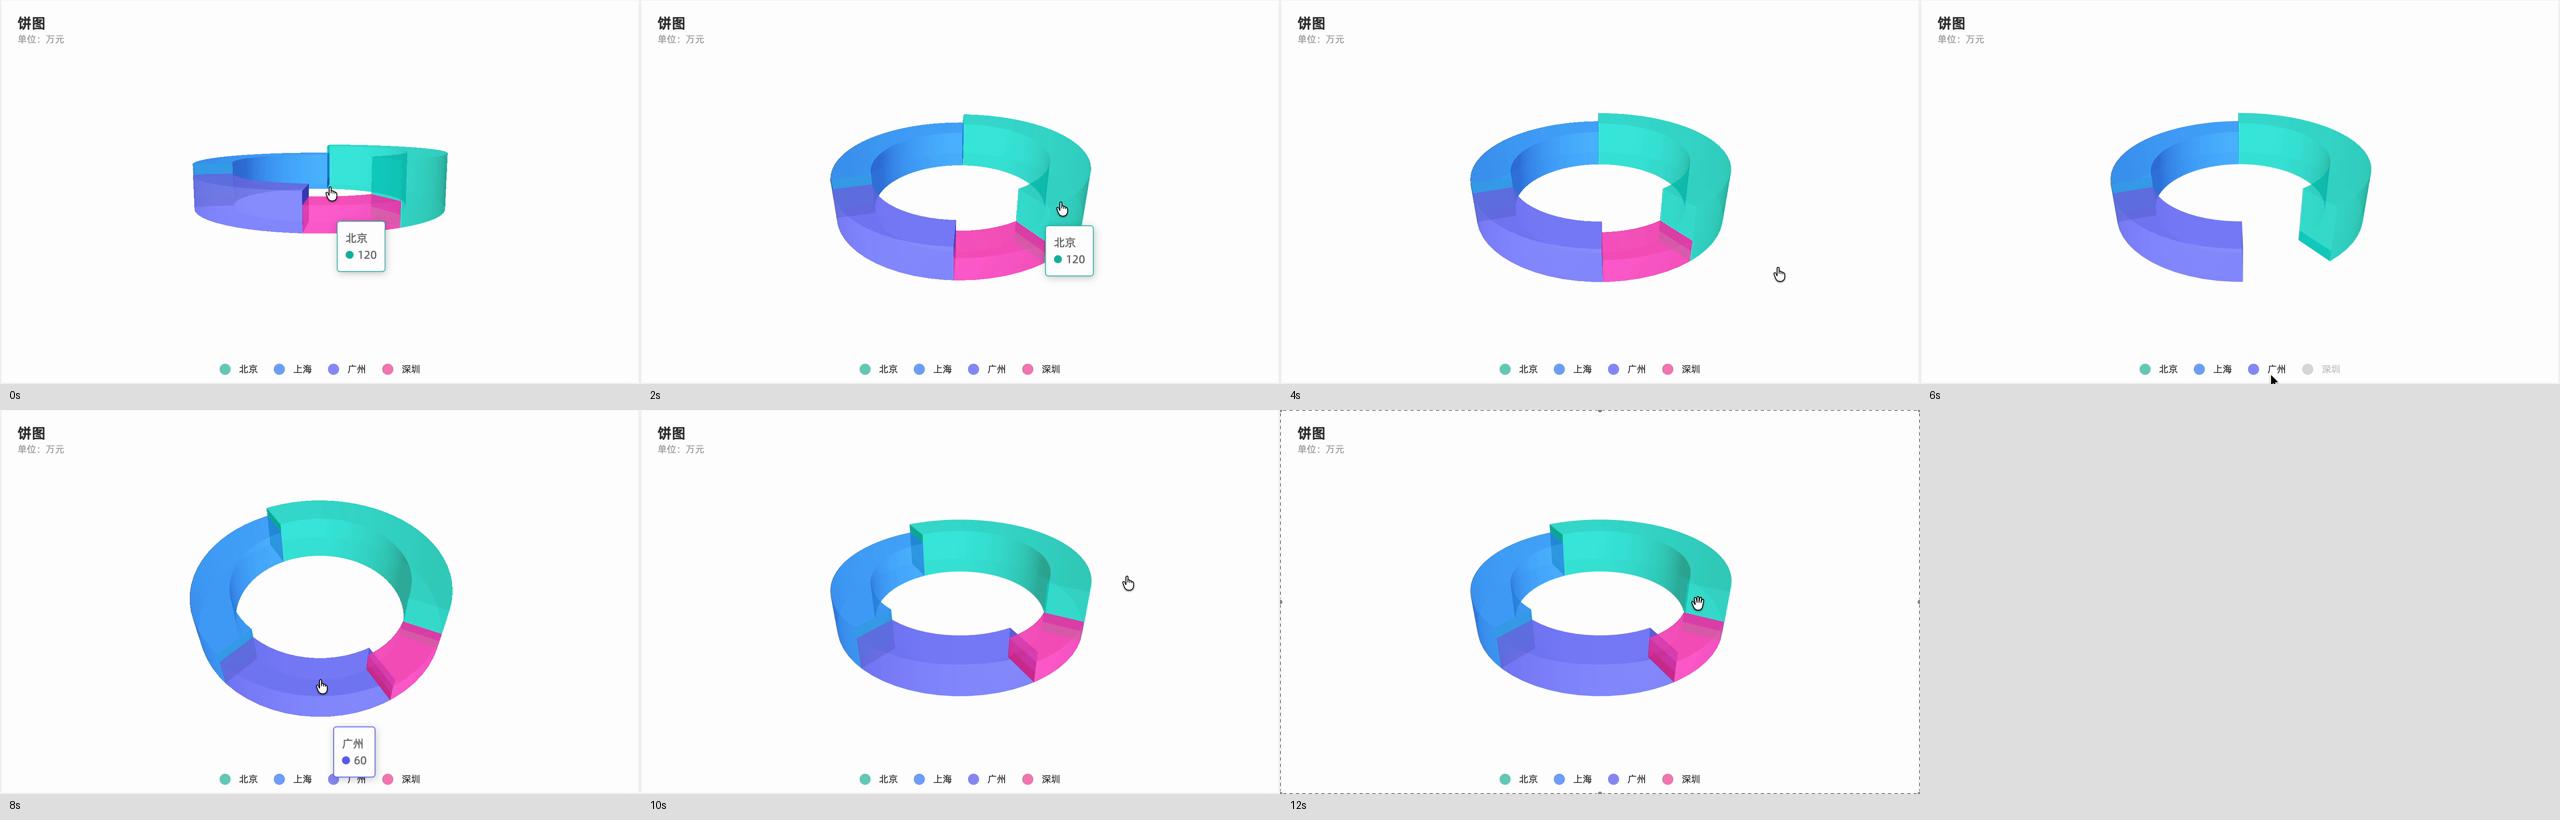 饼图
单位：万元
北京
120
北京 上海 广州 深圳
0s
饼图
单位：万元
北京
120
北京 上海 广州 深圳
2s
饼图
单位：万元
北京 上海 广州 深圳
4s
饼图
单位：万元
北京 上海 广州 深圳
6s
饼图
单位：万元
广州
60
北京 上海 广州 深圳
8s
饼图
单位：万元
北京 上海 广州 深圳
10s
饼图
单位：万元
北京 上海 广州 深圳
12s